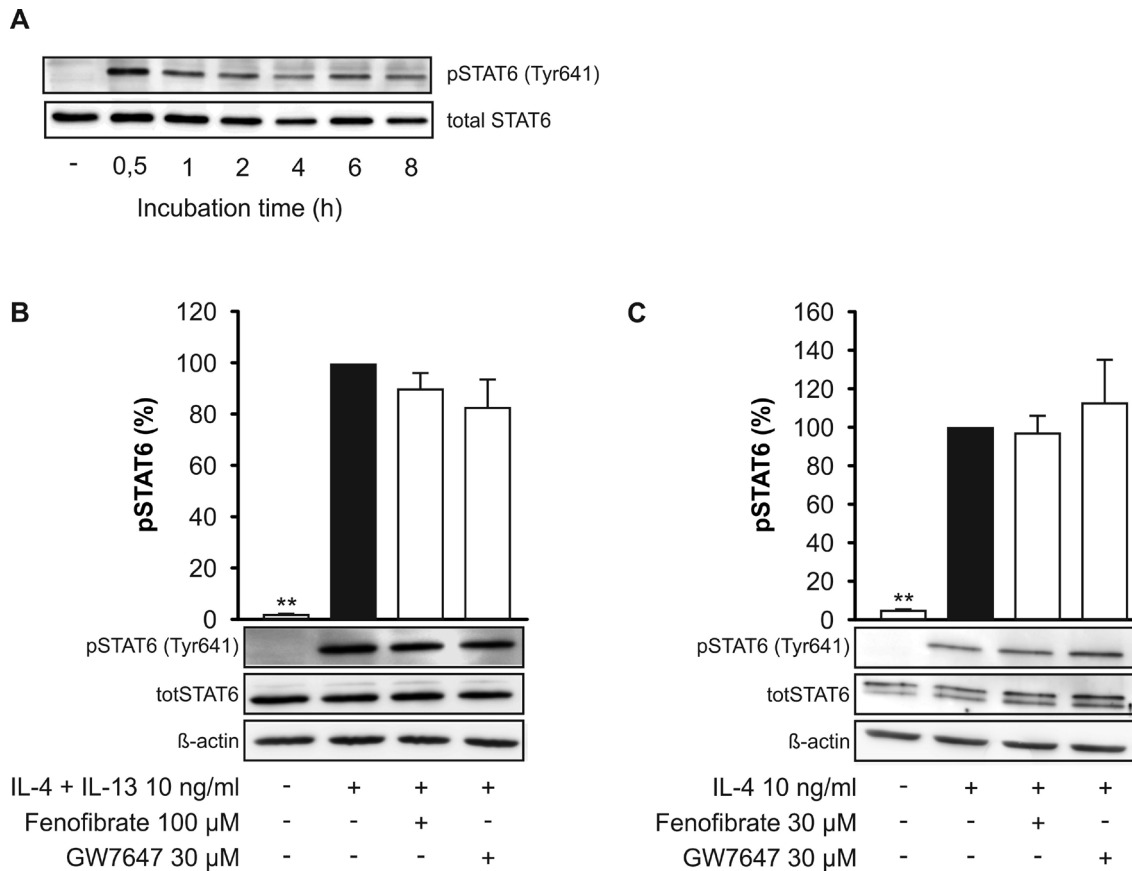 A
pSTAT6 (Tyr641)
total STAT6
- 0,5 1 2 4 6 8
Incubation time (h)
B
pSTAT6 (%)
120
100
80
60
40
20
0
**
pSTAT6 (Tyr641)
totSTAT6
ß-actin
IL-4 + IL-13 10 ng/ml - + + +
Fenofibrate 100 µM - - + -
GW7647 30 µM - - - +
C
pSTAT6 (%)
160
140
120
100
80
60
40
20
0
**
pSTAT6 (Tyr641)
totSTAT6
ß-actin
IL-4 10 ng/ml - + + +
Fenofibrate 30 µM - - + -
GW7647 30 µM - - - +